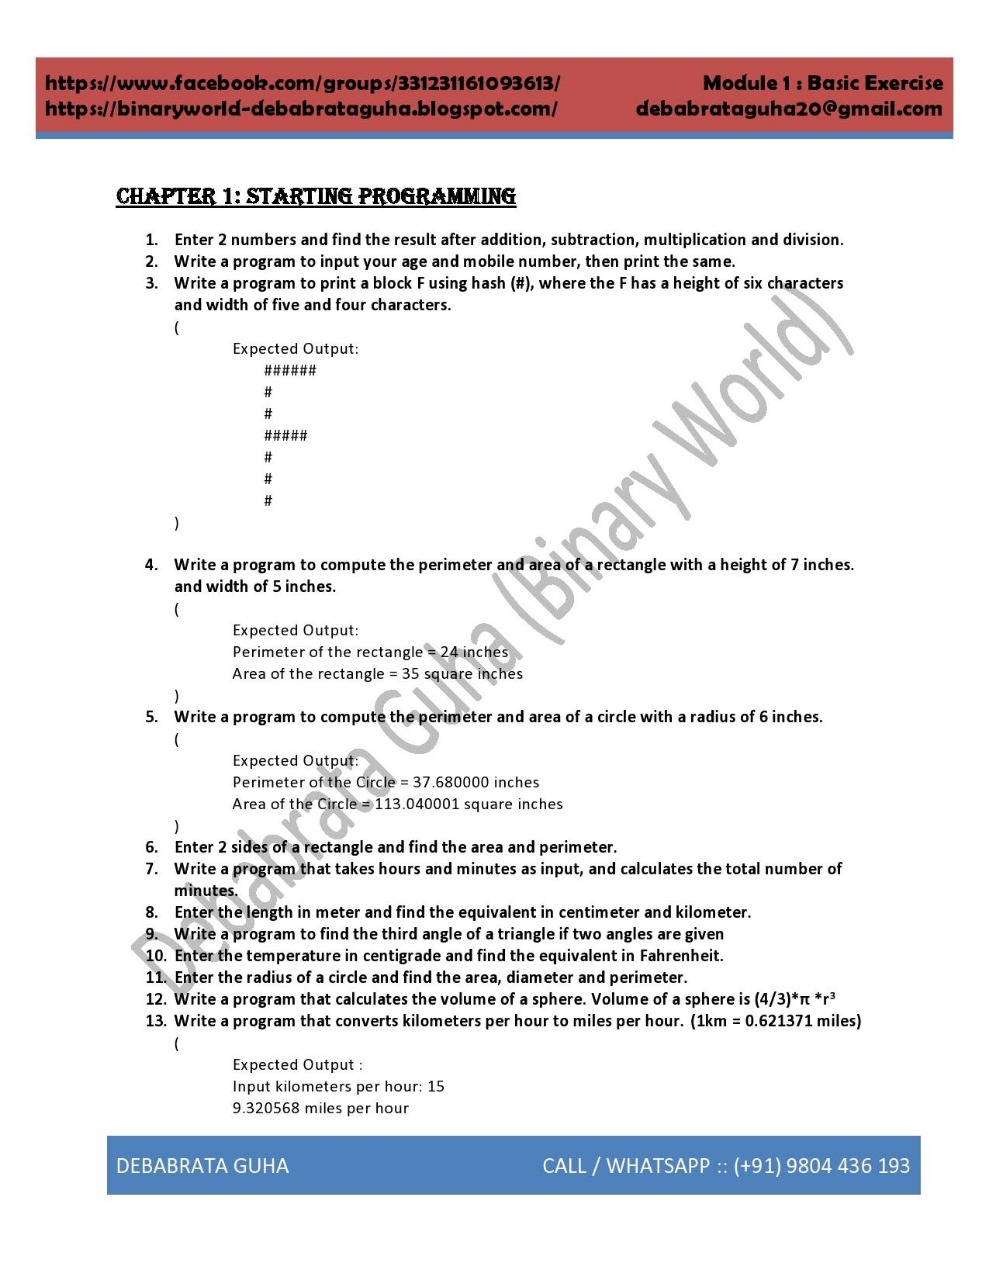 https://www.facebook.com/groups/331231161093613/ Module 1 : Basic Exercise
https://binaryworld-debabrataguha.blogspot.com/ debabrataguha20@gmail.com
CHAPTER 1: STARTING PROGRAMMING
1. Enter 2 numbers and find the result after addition, subtraction, multiplication and division.
2. Write a program to input your age and mobile number, then print the same.
3. Write a program to print a block F using hash (#), where the F has a height of six characters
and width of five and four characters.
(
Expected Output:
######
#
#
#####
#
#
#
)
4. Write a program to compute the perimeter and area of a rectangle with a height of 7 inches.
and width of 5 inches.
(
Expected Output:
Perimeter of the rectangle = 24 inches
Area of the rectangle = 35 square inches
)
5. Write a program to compute the perimeter and area of a circle with a radius of 6 inches.
(
Expected Output:
Perimeter of the Circle = 37.680000 inches
Area of the Circle = 113.040001 square inches
)
6. Enter 2 sides of a rectangle and find the area and perimeter.
7. Write a program that takes hours and minutes as input, and calculates the total number of
minutes.
8. Enter the length in meter and find the equivalent in centimeter and kilometer.
9. Write a program to find the third angle of a triangle if two angles are given
10. Enter the temperature in centigrade and find the equivalent in Fahrenheit.
11. Enter the radius of a circle and find the area, diameter and perimeter.
12. Write a program that calculates the volume of a sphere. Volume of a sphere is (4/3)*π *r³
13. Write a program that converts kilometers per hour to miles per hour. (1km = 0.621371 miles)
(
Expected Output :
Input kilometers per hour: 15
9.320568 miles per hour
Debabrata Guha (Binary World)
DEBABRATA GUHA CALL / WHATSAPP :: (+91) 9804 436 193